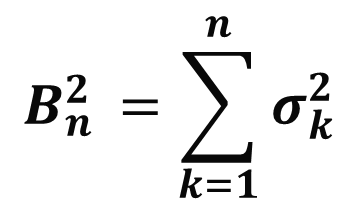 $B_n^2 = \sum_{k=1}^{n} \sigma_k^2$